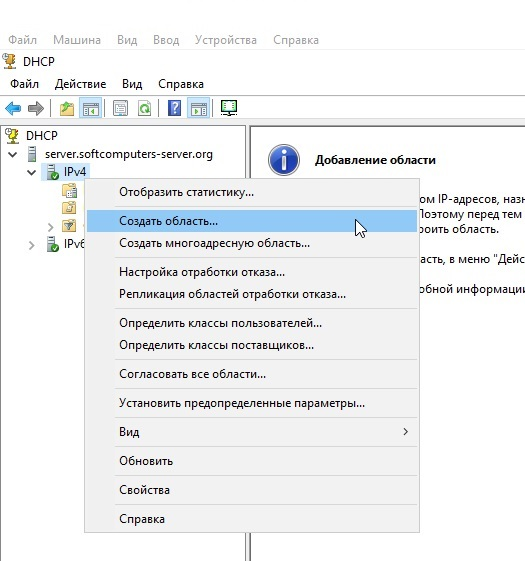 Файл Машина Вид Ввод Устройства Справка
DHCP
Файл Действие Вид Справка
DHCP
server.softcomputers-server.org
IPv4
IPv6
Добавление области
ом IP-адресов, назн
Поэтому перед тем
роить область.
ласть, в меню "Дейс
обной информации
Отобразить статистику...
Создать область...
Создать многоадресную область...
Настройка отработки отказа...
Репликация областей отработки отказа...
Определить классы пользователей...
Определить классы поставщиков...
Согласовать все области...
Установить предопределенные параметры...
Вид
Обновить
Свойства
Справка